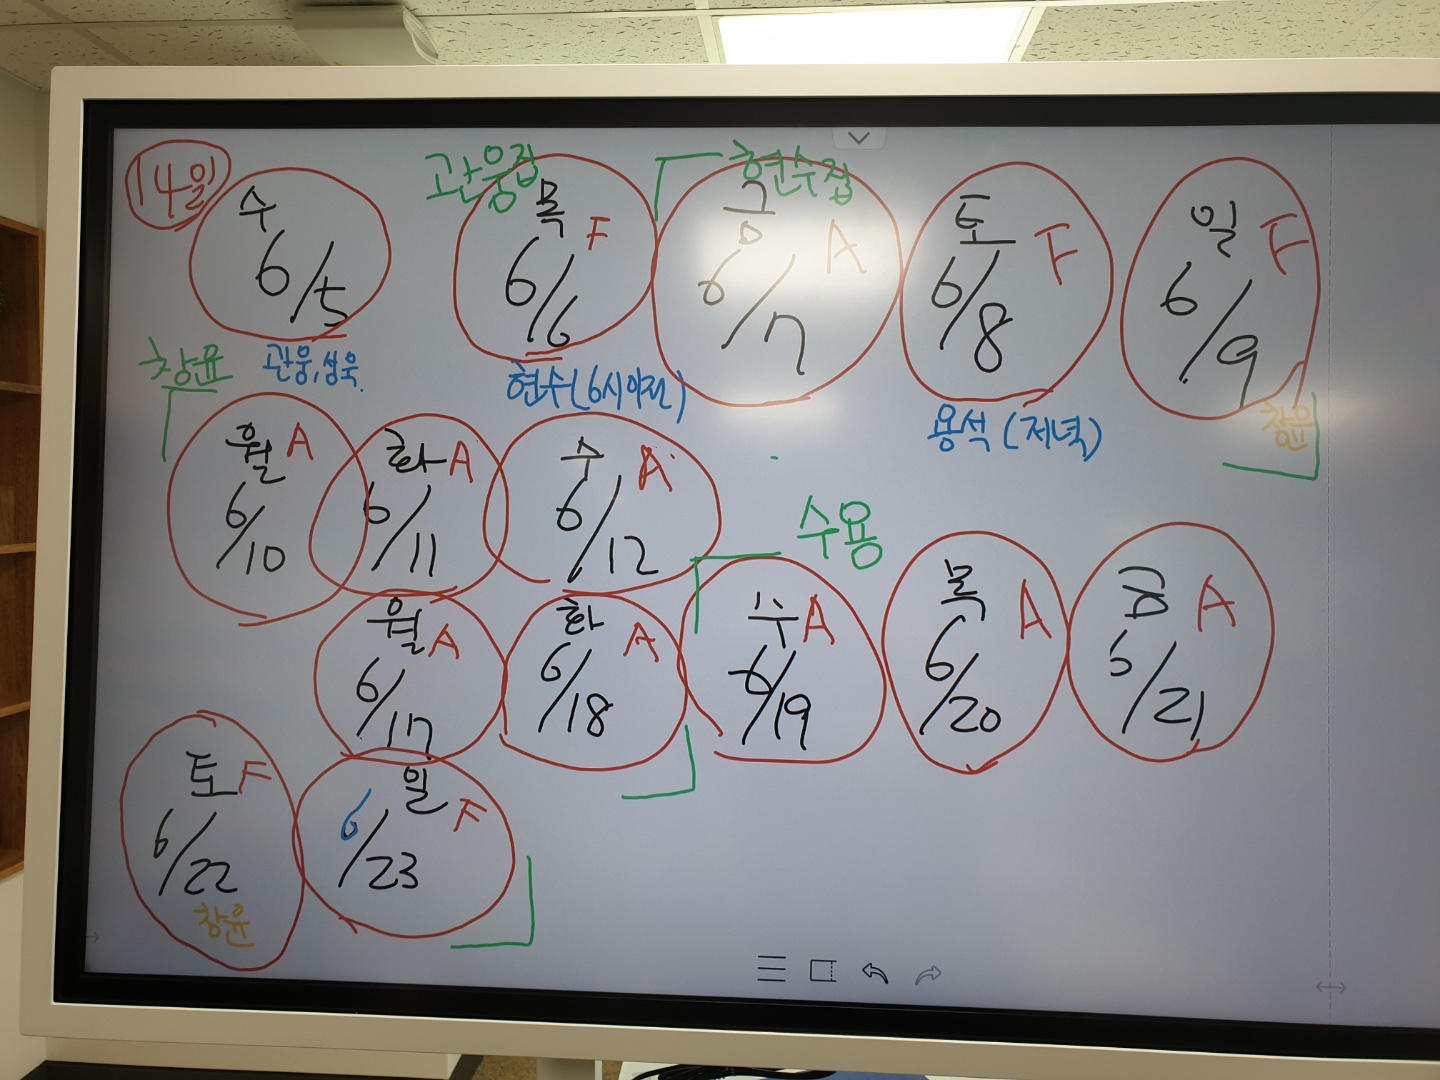 14일
수
6/5
관웅,성욱
관웅집
목 F
6/6
현수(6시이전)
현수집
금 A
6/7
토 F
6/8
용석(저녁)
일 F
6/9
창윤
창윤
월 A
6/10
화 A
6/11
수 A
6/12
월 A
6/17
화 A
6/18
수용
수 A
6/19
목 A
6/20
금 A
6/21
토 F
6/22
창윤
일 F
6/23